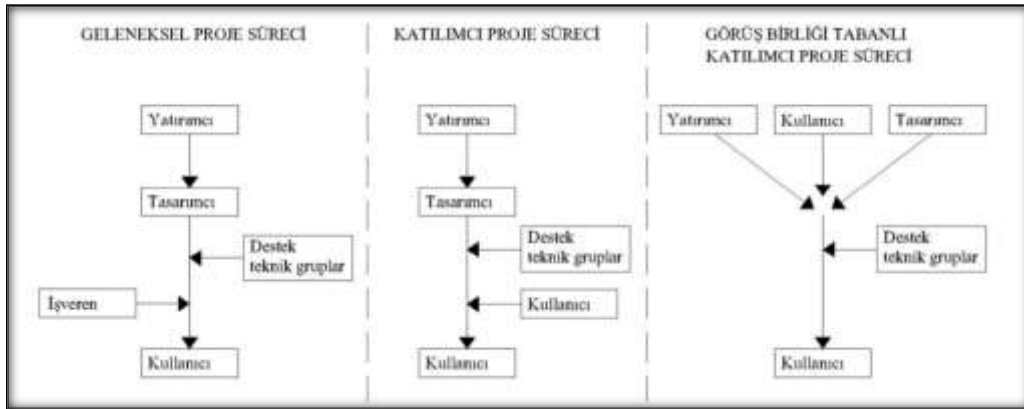 GELENEKSEL PROJE SÜRECİ
Yatırımcı
Tasarımcı
Destek
teknik gruplar
İşveren
Kullanıcı
KATILIMCI PROJE SÜRECİ
Yatırımcı
Tasarımcı
Destek
teknik gruplar
Kullanıcı
Kullanıcı
GÖRÜŞ BİRLİĞİ TABANLI
KATILIMCI PROJE SÜRECİ
Yatırımcı
Kullanıcı
Tasarımcı
Destek
teknik gruplar
Kullanıcı